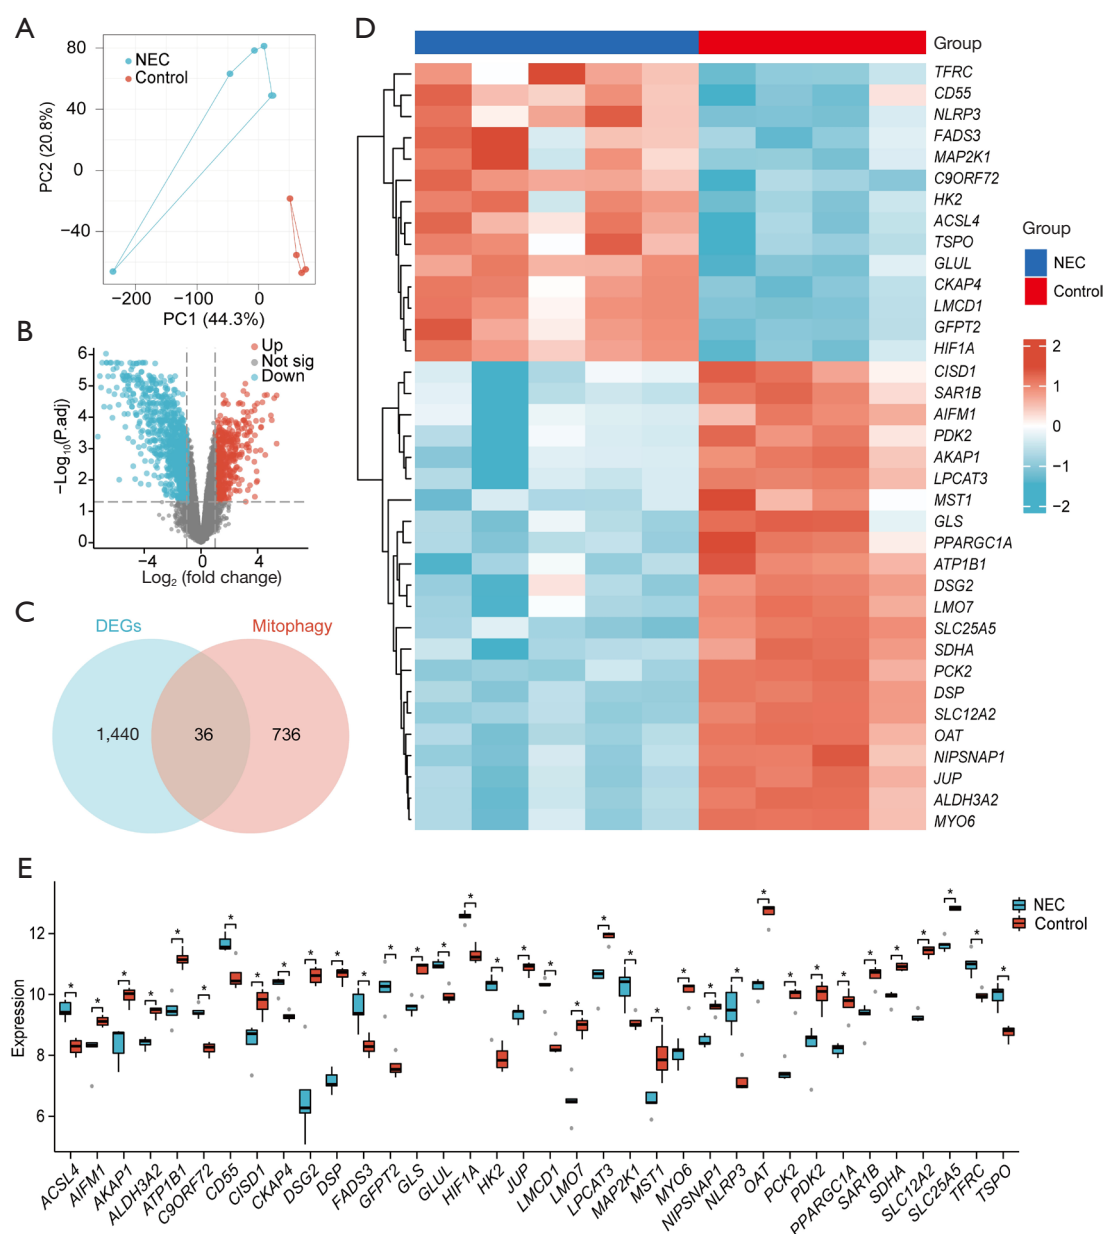 A
80
40
0
−40
PC2 (20.8%)
NEC
Control
−200
−100
0
PC1 (44.3%)
B
6
5
4
3
2
1
0
−Log10(P.adj)
Up
Not sig
Down
−4
0
4
Log2 (fold change)
C
DEGs
Mitophagy
1,440
36
736
D
Group
TFRC
CD55
NLRP3
FADS3
MAP2K1
C9ORF72
HK2
ACSL4
TSPO
GLUL
CKAP4
LMCD1
GFPT2
HIF1A
CISD1
SAR1B
AIFM1
PDK2
AKAP1
LPCAT3
MST1
GLS
PPARGC1A
ATP1B1
DSG2
LMO7
SLC25A5
SDHA
PCK2
DSP
SLC12A2
OAT
NIPSNAP1
JUP
ALDH3A2
MYO6
Group
NEC
Control
2
1
0
−1
−2
E
12
10
8
6
Expression
* * * * * * * * * * * * * * * * * * * * * * * * * * * * * * * * * * * *
NEC
Control
ACSL4
AIFM1
AKAP1
ALDH3A2
ATP1B1
C9ORF72
CD55
CISD1
CKAP4
DSG2
DSP
FADS3
GFPT2
GLS
GLUL
HIF1A
HK2
JUP
LMCD1
LMO7
LPCAT3
MAP2K1
MST1
MYO6
NIPSNAP1
NLRP3
OAT
PCK2
PDK2
PPARGC1A
SAR1B
SDHA
SLC12A2
SLC25A5
TFRC
TSPO